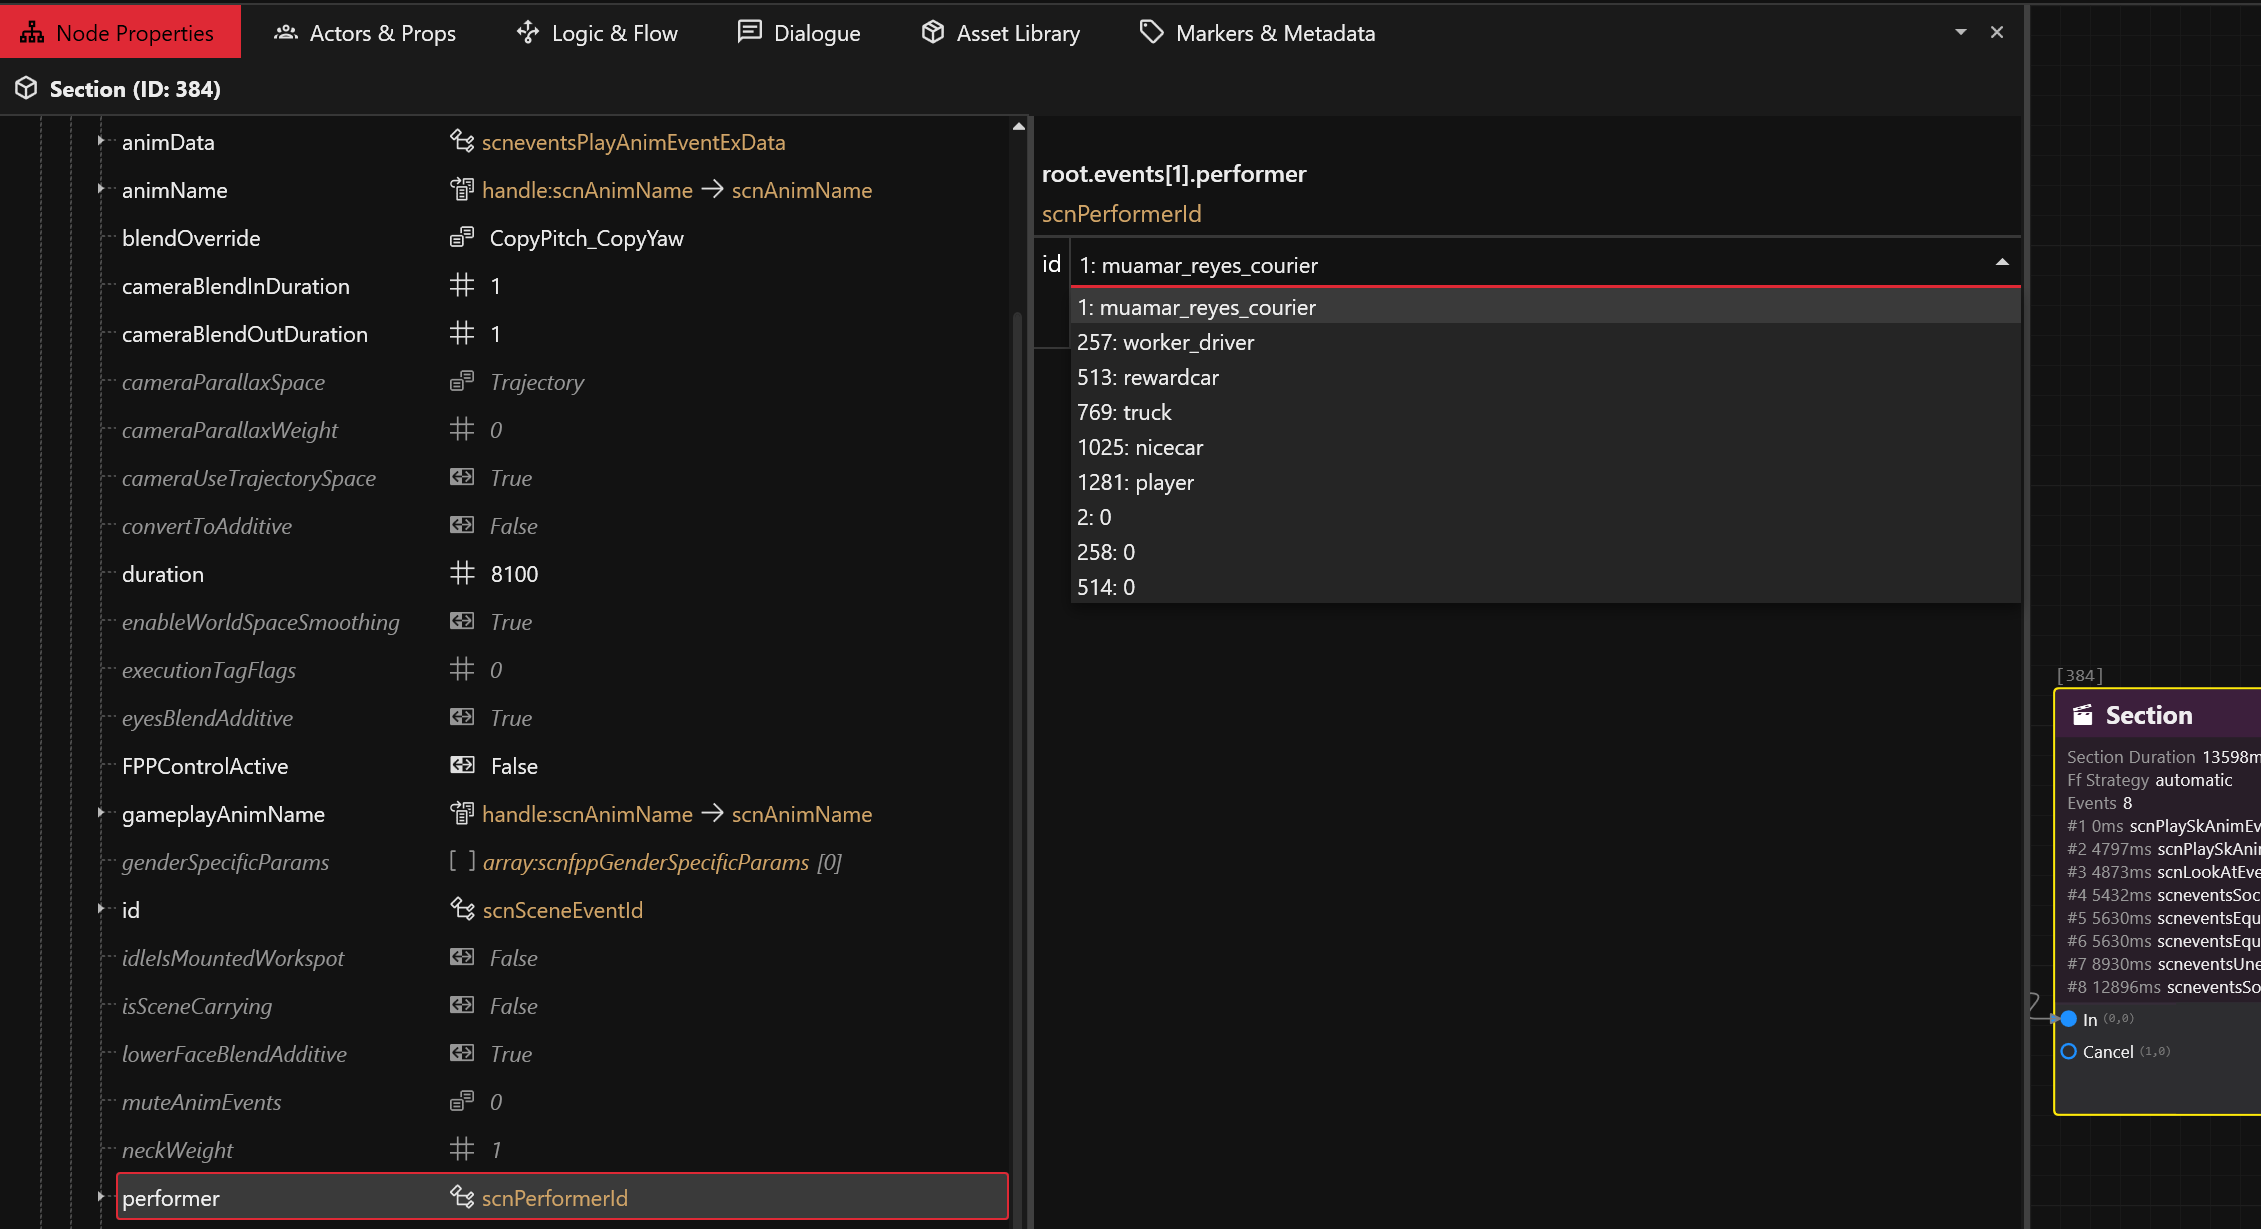 Node Properties
Actors & Props
Logic & Flow
Dialogue
Asset Library
Markers & Metadata
Section (ID: 384)
animData scneventsPlayAnimEventExData
animName handle:scnAnimName → scnAnimName
blendOverride CopyPitch_CopyYaw
cameraBlendInDuration 1
cameraBlendOutDuration 1
cameraParallaxSpace Trajectory
cameraParallaxWeight 0
cameraUseTrajectorySpace True
convertToAdditive False
duration 8100
enableWorldSpaceSmoothing True
executionTagFlags 0
eyesBlendAdditive True
FPPControlActive False
gameplayAnimName handle:scnAnimName → scnAnimName
genderSpecificParams [ ] array:scnfppGenderSpecificParams [0]
id scnSceneEventId
idleIsMountedWorkspot False
isSceneCarrying False
lowerFaceBlendAdditive True
muteAnimEvents 0
neckWeight 1
performer scnPerformerId
root.events[1].performer
scnPerformerId
id 1: muamar_reyes_courier
1: muamar_reyes_courier
257: worker_driver
513: rewardcar
769: truck
1025: nicecar
1281: player
2: 0
258: 0
514: 0
[384]
Section
Section Duration 13598m
Ff Strategy automatic
Events 8
#1 0ms scnPlaySkAnimEv
#2 4797ms scnPlaySkAnim
#3 4873ms scnLookAtEve
#4 5432ms scneventsSoc
#5 5630ms scneventsEqu
#6 5630ms scneventsEqu
#7 8930ms scneventsUne
#8 12896ms scneventsSo
In (0,0)
Cancel (1,0)